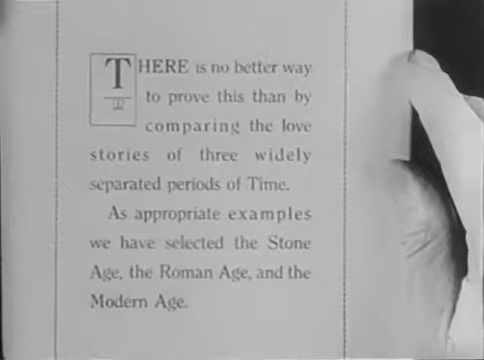 THERE is no better way
to prove this than by
comparing the love
stories of three widely
separated periods of Time.
As appropriate examples
we have selected the Stone
Age, the Roman Age, and the
Modern Age.